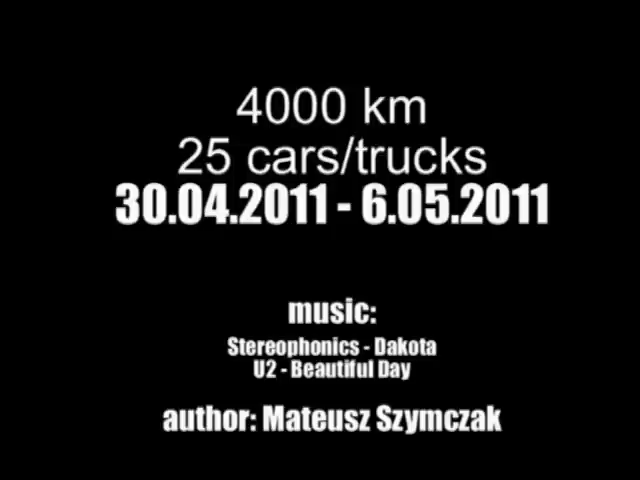 4000 km
25 cars/trucks
30.04.2011 - 6.05.2011
music:
Stereophonics - Dakota
U2 - Beautiful Day
author: Mateusz Szymczak